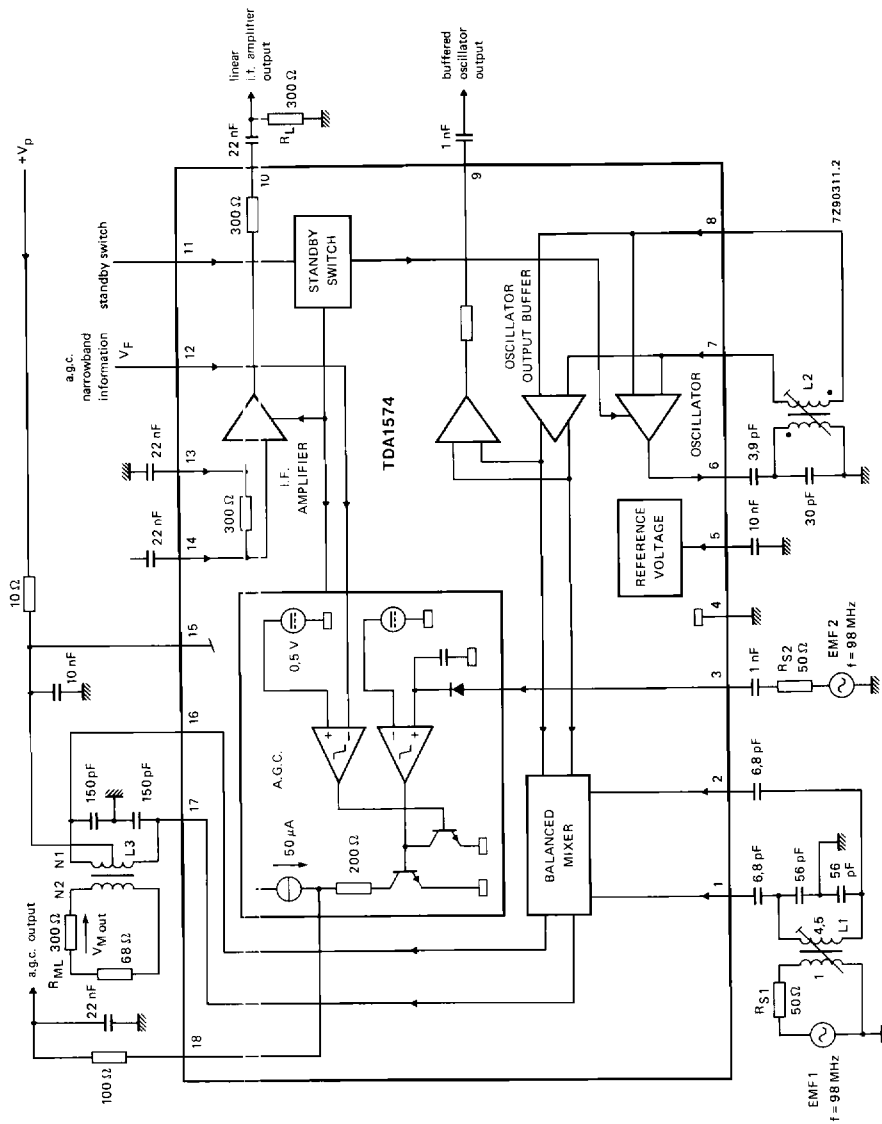 +Vp
linear
i.f. amplifier
output
buffered
oscillator
output
22 nF
RL
300 Ω
1 nF
10
9
300 Ω
standby switch
11
STANDBY
SWITCH
a.g.c.
narrowband
information
VF
12
22 nF
13
22 nF
14
300 Ω
I.F.
AMPLIFIER
TDA1574
OSCILLATOR
OUTPUT BUFFER
OSCILLATOR
8
7
6
7Z90311.2
L2
3,9 pF
30 pF
REFERENCE
VOLTAGE
5
10 nF
4
10 Ω
15
10 nF
16
150 pF
150 pF
17
N1
N2
L3
RML
300 Ω
VM out
68 Ω
a.g.c. output
22 nF
18
100 Ω
0,5 V
+
+
A.G.C.
50 μA
200 Ω
BALANCED
MIXER
3
1 nF
RS2
50 Ω
EMF 2
f = 98 MHz
2
6,8 pF
1
6,8 pF
56 pF
56
pF
4,5
L1
1
RS1
50 Ω
EMF 1
f = 98 MHz